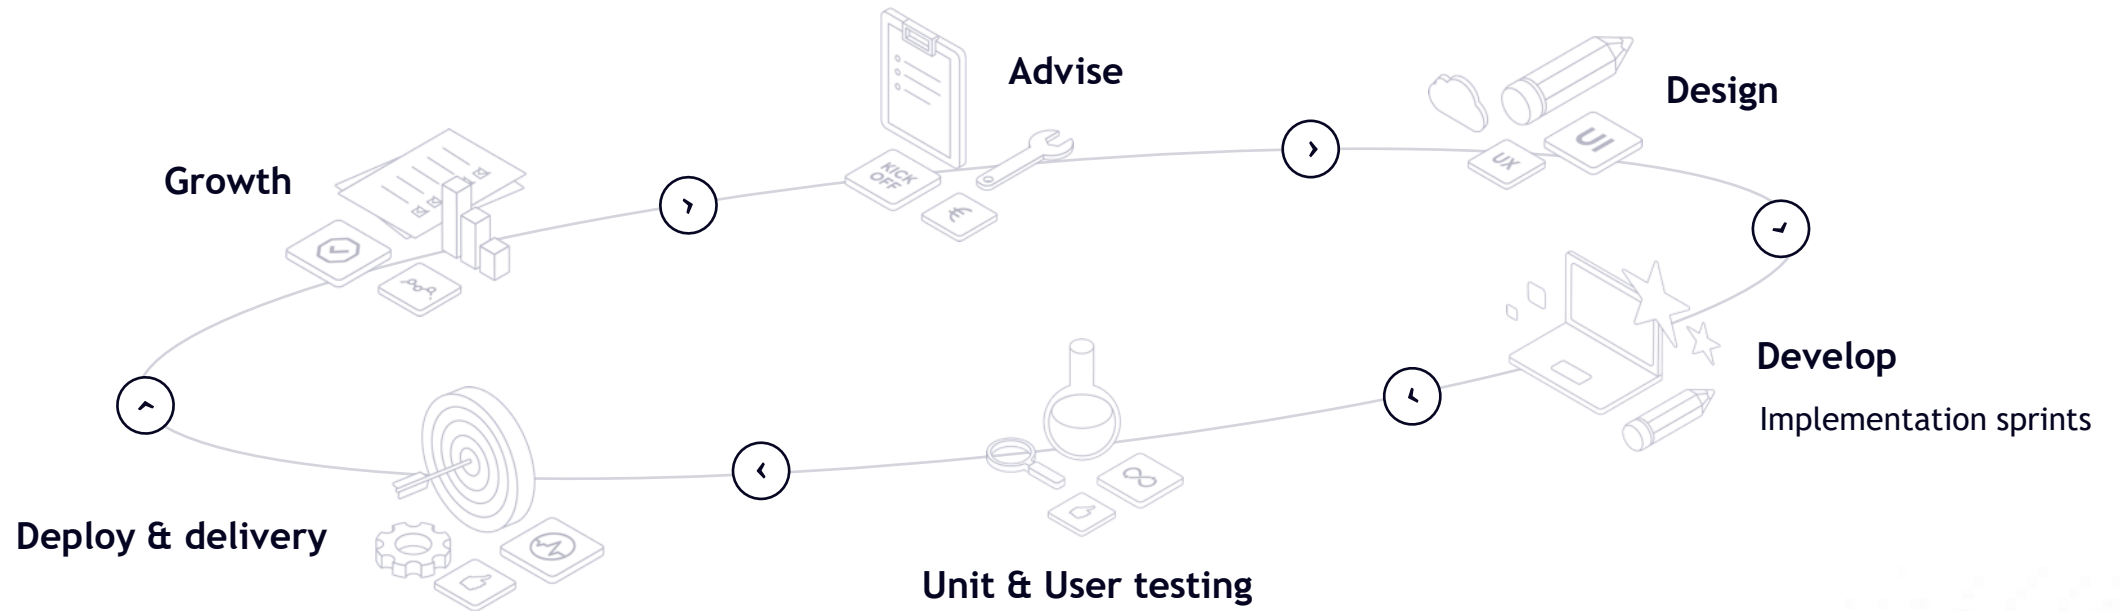 Advise
Design
Growth
KICK
OFF
€
UX
UI
Develop
Implementation sprints
Deploy & delivery
Unit & User testing